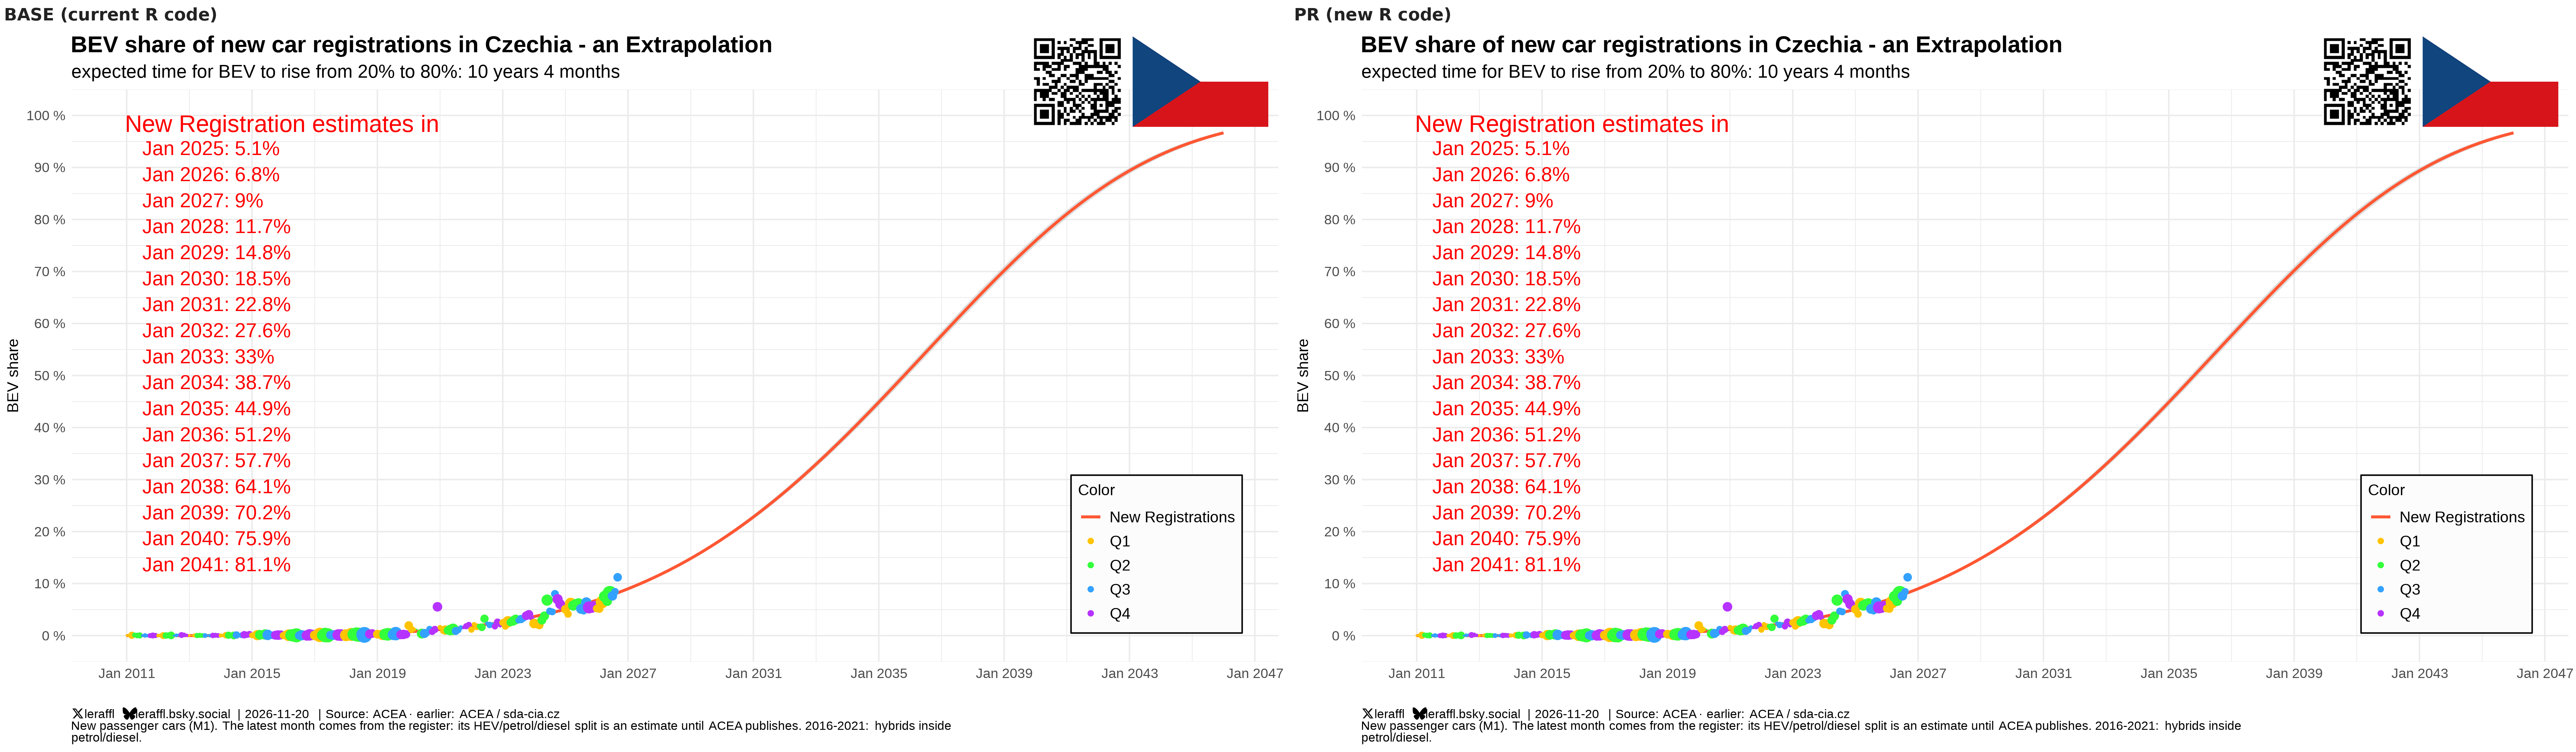 BASE (current R code)
BEV share of new car registrations in Czechia - an Extrapolation
expected time for BEV to rise from 20% to 80%: 10 years 4 months
New Registration estimates in
Jan 2025: 5.1%
Jan 2026: 6.8%
Jan 2027: 9%
Jan 2028: 11.7%
Jan 2029: 14.8%
Jan 2030: 18.5%
Jan 2031: 22.8%
Jan 2032: 27.6%
Jan 2033: 33%
Jan 2034: 38.7%
Jan 2035: 44.9%
Jan 2036: 51.2%
Jan 2037: 57.7%
Jan 2038: 64.1%
Jan 2039: 70.2%
Jan 2040: 75.9%
Jan 2041: 81.1%
100 %
90 %
80 %
70 %
60 %
50 %
40 %
30 %
20 %
10 %
0 %
BEV share
Color
New Registrations
Q1
Q2
Q3
Q4
Jan 2011 Jan 2015 Jan 2019 Jan 2023 Jan 2027 Jan 2031 Jan 2035 Jan 2039 Jan 2043 Jan 2047
leraffl leraffl.bsky.social | 2026-11-20 | Source: ACEA · earlier: ACEA / sda-cia.cz
New passenger cars (M1). The latest month comes from the register: its HEV/petrol/diesel split is an estimate until ACEA publishes. 2016-2021: hybrids inside
petrol/diesel.
PR (new R code)
BEV share of new car registrations in Czechia - an Extrapolation
expected time for BEV to rise from 20% to 80%: 10 years 4 months
New Registration estimates in
Jan 2025: 5.1%
Jan 2026: 6.8%
Jan 2027: 9%
Jan 2028: 11.7%
Jan 2029: 14.8%
Jan 2030: 18.5%
Jan 2031: 22.8%
Jan 2032: 27.6%
Jan 2033: 33%
Jan 2034: 38.7%
Jan 2035: 44.9%
Jan 2036: 51.2%
Jan 2037: 57.7%
Jan 2038: 64.1%
Jan 2039: 70.2%
Jan 2040: 75.9%
Jan 2041: 81.1%
100 %
90 %
80 %
70 %
60 %
50 %
40 %
30 %
20 %
10 %
0 %
BEV share
Color
New Registrations
Q1
Q2
Q3
Q4
Jan 2011 Jan 2015 Jan 2019 Jan 2023 Jan 2027 Jan 2031 Jan 2035 Jan 2039 Jan 2043 Jan 2047
leraffl leraffl.bsky.social | 2026-11-20 | Source: ACEA · earlier: ACEA / sda-cia.cz
New passenger cars (M1). The latest month comes from the register: its HEV/petrol/diesel split is an estimate until ACEA publishes. 2016-2021: hybrids inside
petrol/diesel.